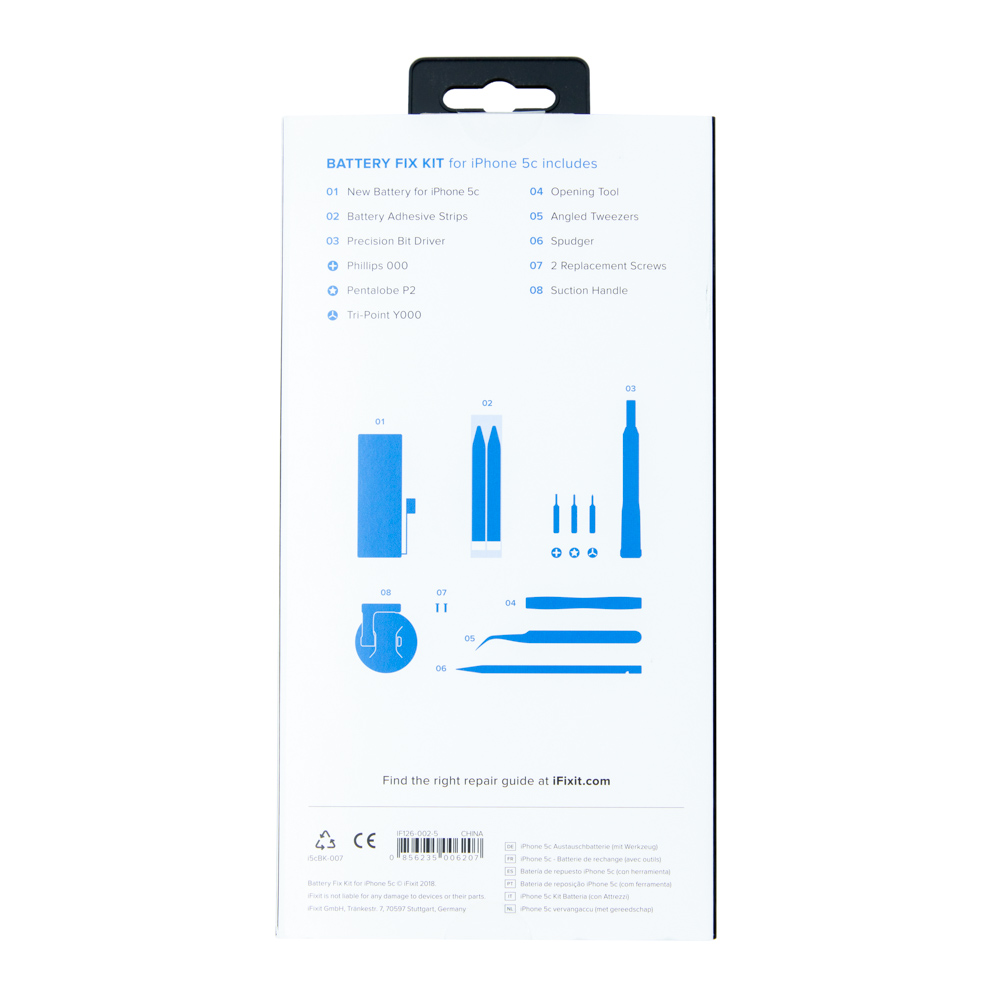 BATTERY FIX KIT for iPhone 5c includes
01 New Battery for iPhone 5c
02 Battery Adhesive Strips
03 Precision Bit Driver
Phillips 000
Pentalobe P2
Tri-Point Y000
04 Opening Tool
05 Angled Tweezers
06 Spudger
07 2 Replacement Screws
08 Suction Handle
03
02
01
08
07
04
05
06
Find the right repair guide at iFixit.com
CE
i5cBK-007
IF126-002-5 CHINA
0 856235 006207
Battery Fix Kit for iPhone 5c © iFixit 2018.
iFixit is not liable for any damage to devices or their parts.
iFixit GmbH, Tränkestr. 7, 70597 Stuttgart, Germany
DE iPhone 5c Austauschbatterie (mit Werkzeug)
FR iPhone 5c - Batterie de rechange (avec outils)
ES Batería de repuesto iPhone 5c (con herramienta)
PT Bateria de reposição iPhone 5c (com ferramenta)
IT iPhone 5c Kit Batteria (con Attrezzi)
NL iPhone 5c vervangaccu (met gereedschap)